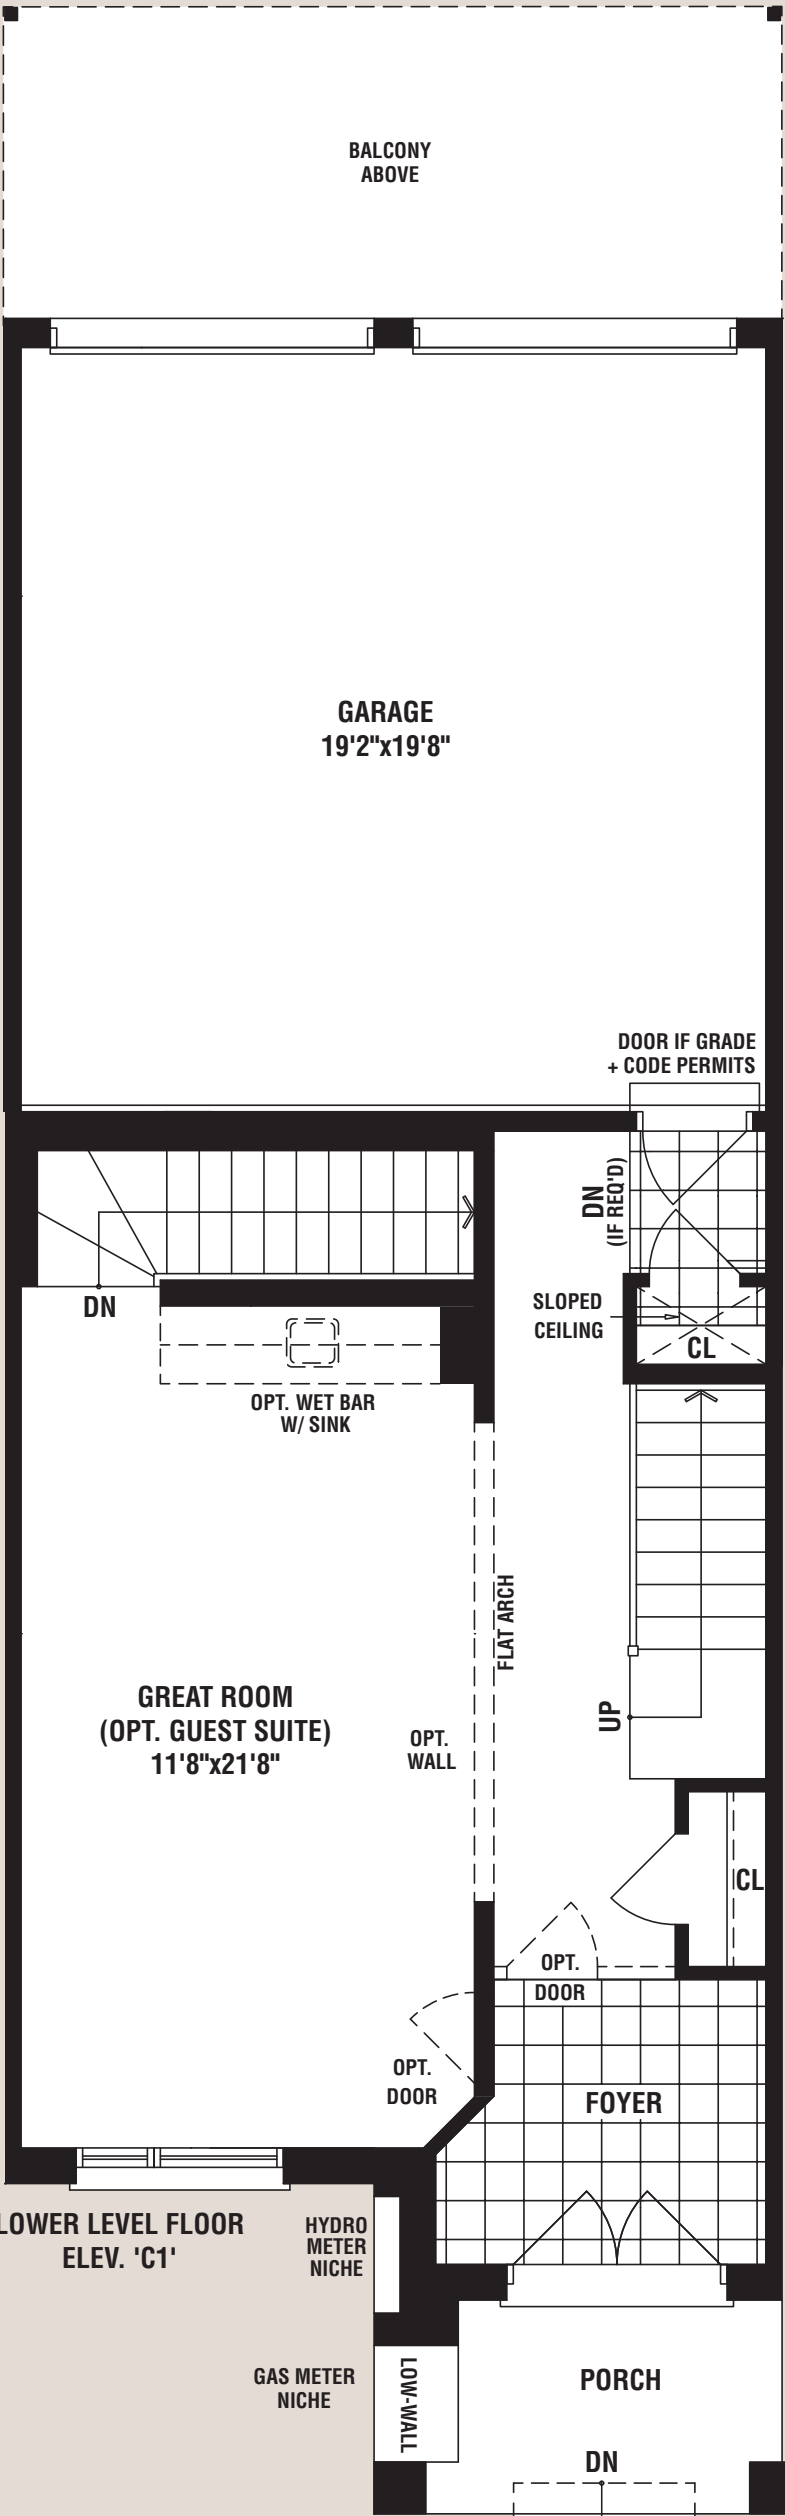 BALCONY
ABOVE
GARAGE
19'2"x19'8"
DOOR IF GRADE
+ CODE PERMITS
DN
(IF REQ'D)
DN
SLOPED
CEILING
CL
OPT. WET BAR
W/ SINK
FLAT ARCH
GREAT ROOM
(OPT. GUEST SUITE)
11'8"x21'8"
OPT.
WALL
UP
CL
OPT.
DOOR
OPT.
DOOR
FOYER
LOWER LEVEL FLOOR
ELEV. 'C1'
HYDRO
METER
NICHE
GAS METER
NICHE
LOW-WALL
PORCH
DN